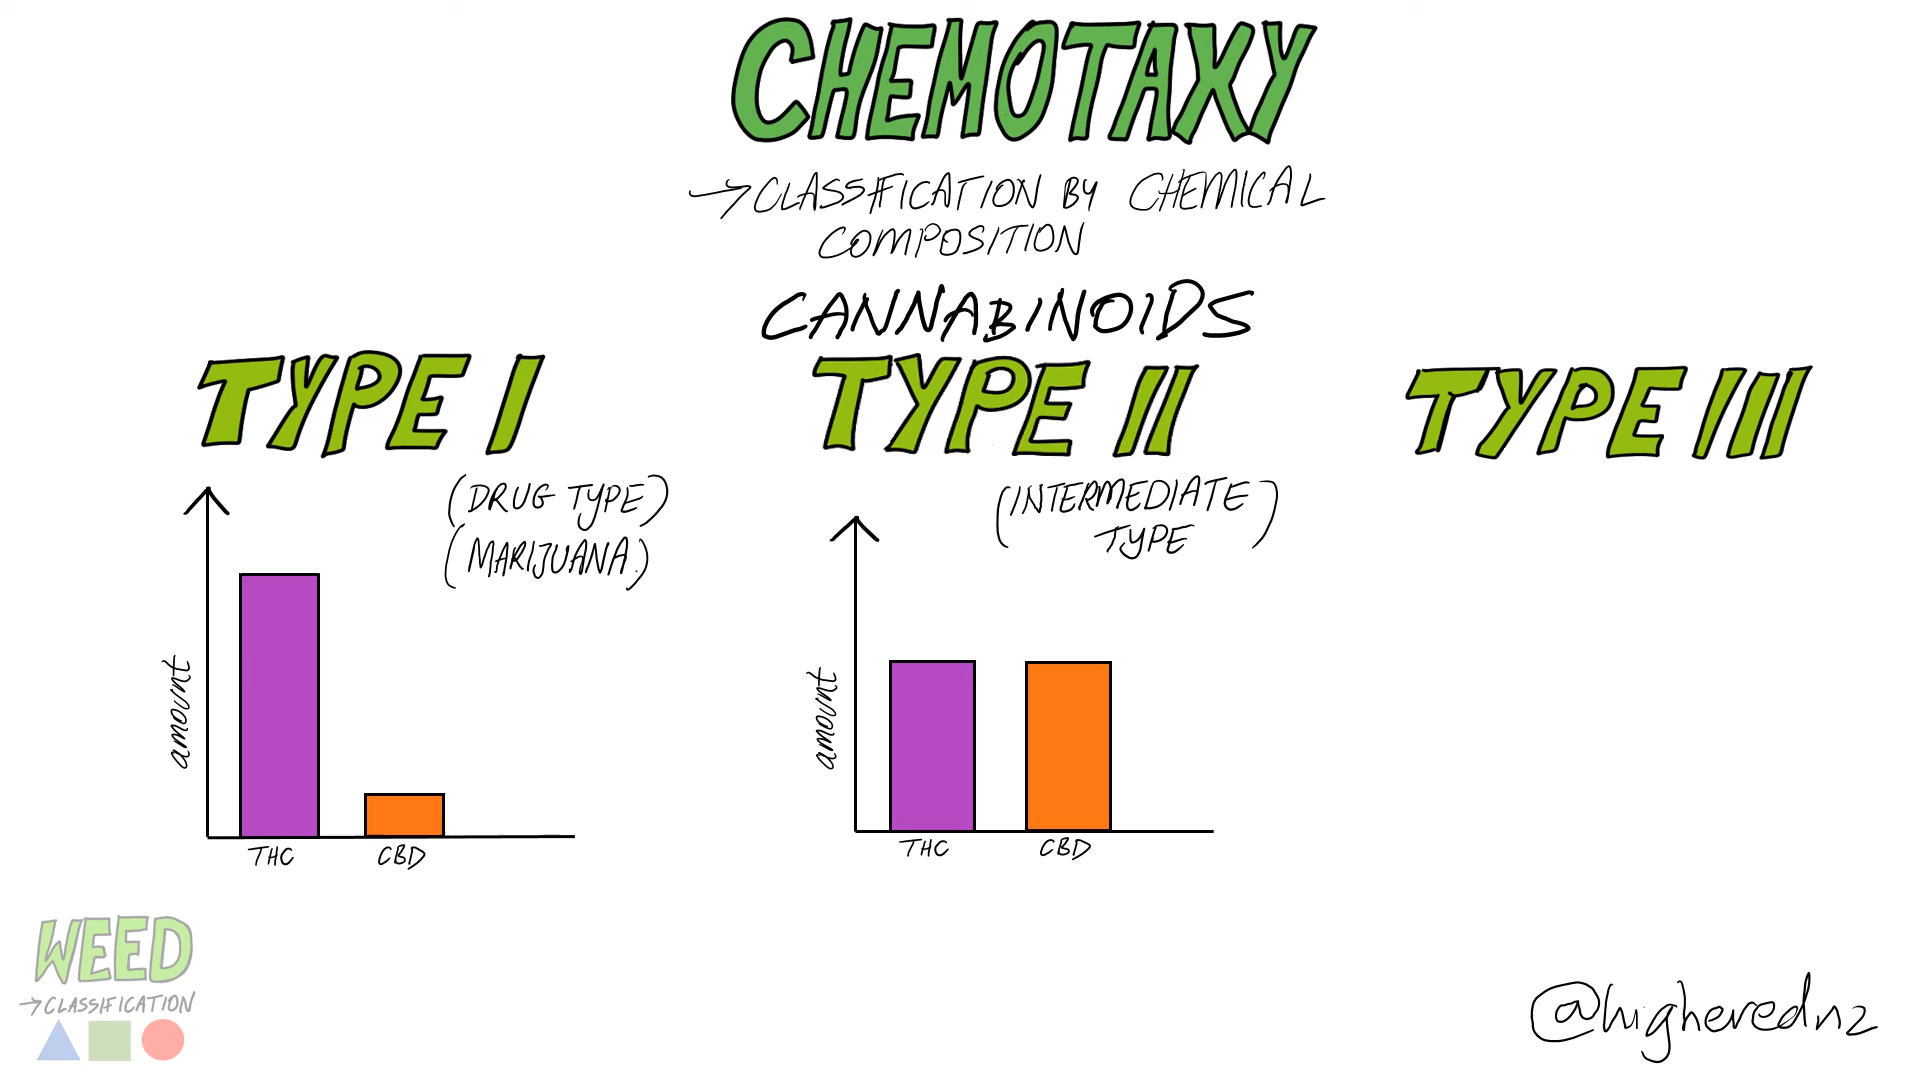 CHEMOTAXY
→CLASSIFICATION BY CHEMICAL
COMPOSITION
CANNABINOIDS
TYPE I
TYPE II
TYPE III
(DRUG TYPE)
(MARIJUANA)
amount
THC
CBD
(INTERMEDIATE
TYPE)
amount
THC
CBD
WEED
→CLASSIFICATION
@higherednz